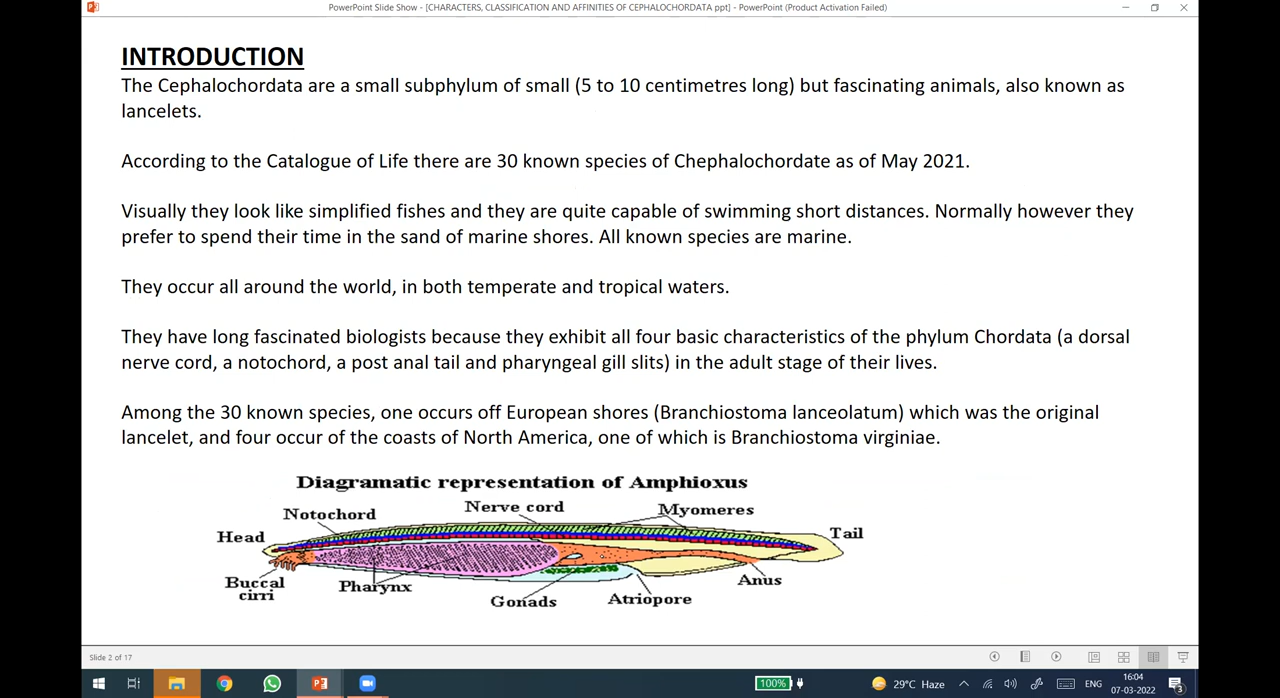 PowerPoint Slide Show - [CHARACTERS, CLASSIFICATION AND AFFINITIES OF CEPHALOCHORDATA ppt] - PowerPoint (Product Activation Failed)
INTRODUCTION
The Cephalochordata are a small subphylum of small (5 to 10 centimetres long) but fascinating animals, also known as
lancelets.
According to the Catalogue of Life there are 30 known species of Chephalochordate as of May 2021.
Visually they look like simplified fishes and they are quite capable of swimming short distances. Normally however they
prefer to spend their time in the sand of marine shores. All known species are marine.
They occur all around the world, in both temperate and tropical waters.
They have long fascinated biologists because they exhibit all four basic characteristics of the phylum Chordata (a dorsal
nerve cord, a notochord, a post anal tail and pharyngeal gill slits) in the adult stage of their lives.
Among the 30 known species, one occurs off European shores (Branchiostoma lanceolatum) which was the original
lancelet, and four occur of the coasts of North America, one of which is Branchiostoma virginiae.
Diagramatic representation of Amphioxus
Nerve cord
Notochord
Myomeres
Head
Tail
Buccal
cirri
Pharynx
Gonads
Atriopore
Anus
Slide 2 of 17
100%
29°C Haze
ENG
16:04
07-03-2022
3